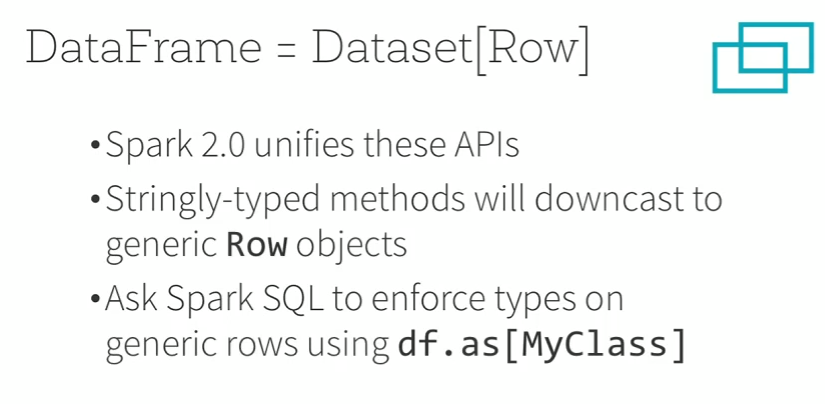 DataFrame = Dataset[Row]
•Spark 2.0 unifies these APIs
•Stringly-typed methods will downcast to
generic Row objects
•Ask Spark SQL to enforce types on
generic rows using df.as[MyClass]